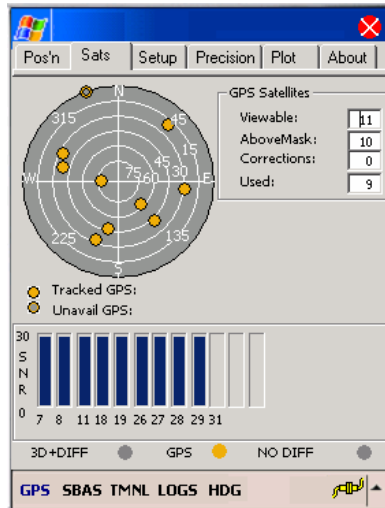 Pos'n Sats Setup Precision Plot About
N
315 45
15
45
W 75 60 30 E
225 135
S
GPS Satellites
Viewable: 11
AboveMask: 10
Corrections: 0
Used: 9
Tracked GPS:
Unavail GPS:
30
S
N
R
0
7 8 11 18 19 26 27 28 29 31
3D+DIFF GPS NO DIFF
GPS SBAS TMNL LOGS HDG